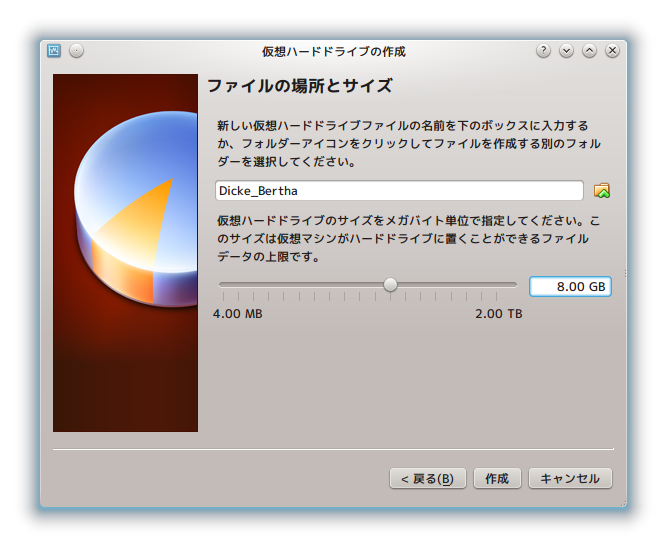 仮想ハードドライブの作成
ファイルの場所とサイズ
新しい仮想ハードドライブファイルの名前を下のボックスに入力する
か、フォルダーアイコンをクリックしてファイルを作成する別のフォル
ダーを選択してください。
Dicke_Bertha
仮想ハードドライブのサイズをメガバイト単位で指定してください。こ
のサイズは仮想マシンがハードドライブに置くことができるファイル
データの上限です。
8.00 GB
4.00 MB 2.00 TB
< 戻る(B) 作成 キャンセル